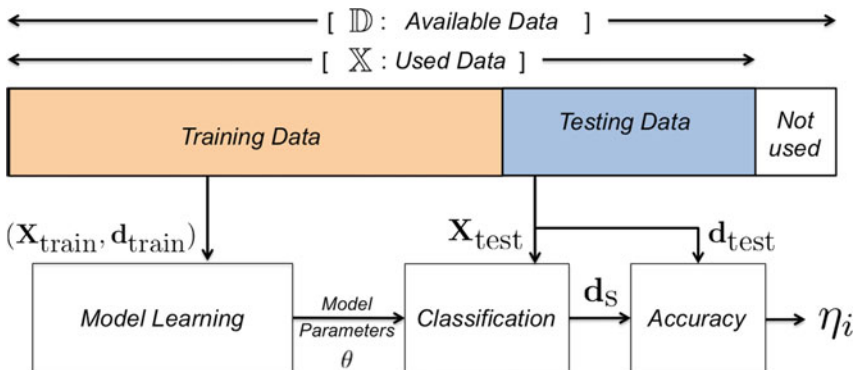 [ 𝔻 : Available Data ]
[ 𝕏 : Used Data ]
Training Data
Testing Data
Not
used
(X_train, d_train)
X_test
d_test
Model Learning
Model
Parameters
θ
Classification
d_S
Accuracy
η_i